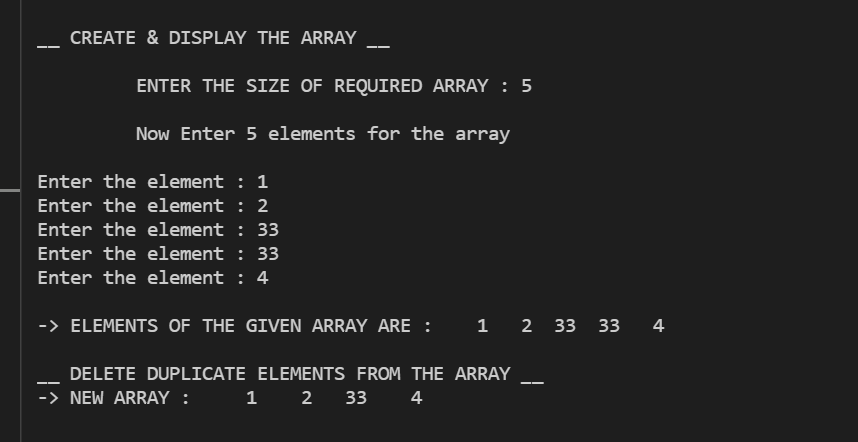 __ CREATE & DISPLAY THE ARRAY __
ENTER THE SIZE OF REQUIRED ARRAY : 5
Now Enter 5 elements for the array
Enter the element : 1
Enter the element : 2
Enter the element : 33
Enter the element : 33
Enter the element : 4
-> ELEMENTS OF THE GIVEN ARRAY ARE :    1   2  33  33   4
__ DELETE DUPLICATE ELEMENTS FROM THE ARRAY __
-> NEW ARRAY :     1    2   33    4